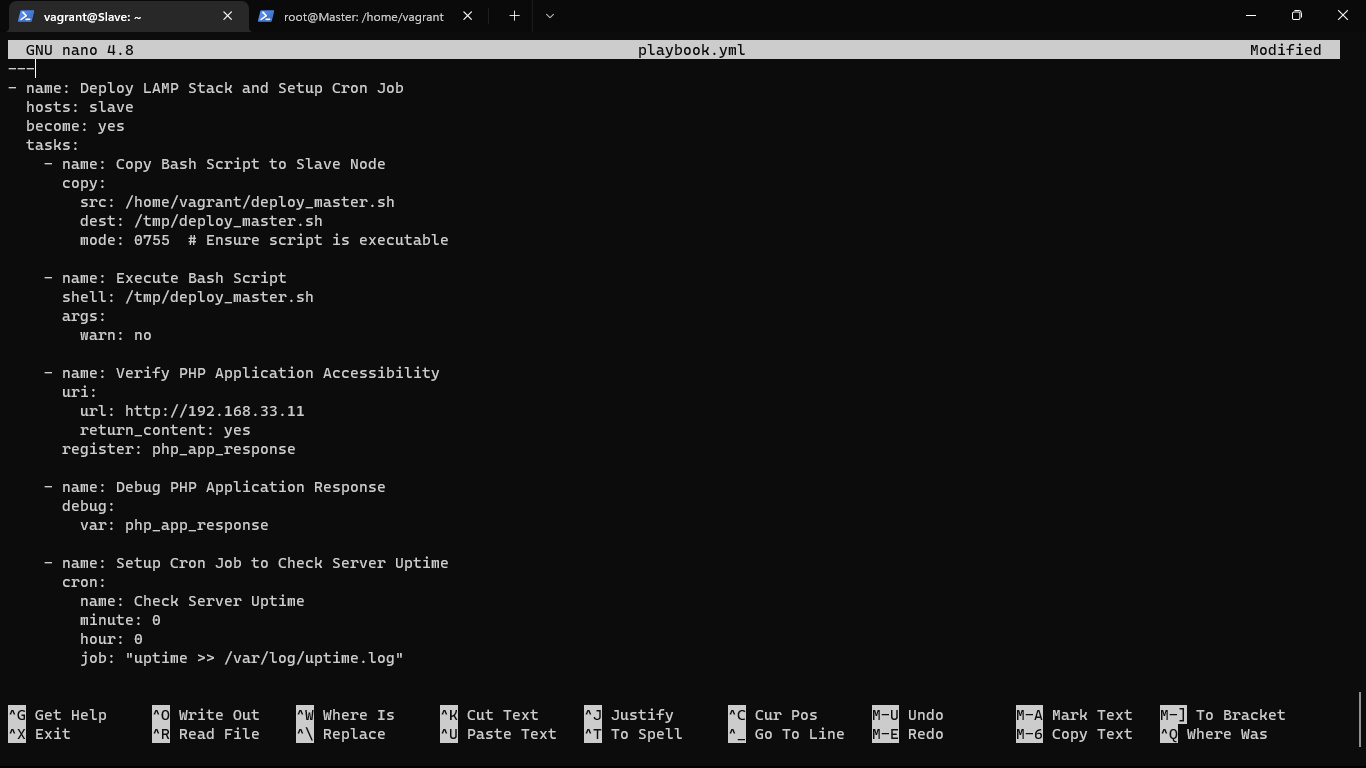 vagrant@Slave: ~
root@Master: /home/vagrant
GNU nano 4.8 playbook.yml Modified
---
- name: Deploy LAMP Stack and Setup Cron Job
  hosts: slave
  become: yes
  tasks:
    - name: Copy Bash Script to Slave Node
      copy:
        src: /home/vagrant/deploy_master.sh
        dest: /tmp/deploy_master.sh
        mode: 0755  # Ensure script is executable

    - name: Execute Bash Script
      shell: /tmp/deploy_master.sh
      args:
        warn: no

    - name: Verify PHP Application Accessibility
      uri:
        url: http://192.168.33.11
        return_content: yes
      register: php_app_response

    - name: Debug PHP Application Response
      debug:
        var: php_app_response

    - name: Setup Cron Job to Check Server Uptime
      cron:
        name: Check Server Uptime
        minute: 0
        hour: 0
        job: "uptime >> /var/log/uptime.log"

^G Get Help ^O Write Out ^W Where Is ^K Cut Text ^J Justify ^C Cur Pos M-U Undo M-A Mark Text M-] To Bracket
^X Exit ^R Read File ^\ Replace ^U Paste Text ^T To Spell ^_ Go To Line M-E Redo M-6 Copy Text ^Q Where Was